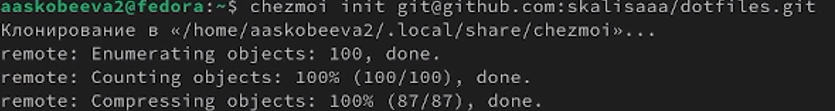 aaskobeeva2@fedora:~$ chezmoi init git@github.com:skalisaaa/dotfiles.git
Клонирование в «/home/aaskobeeva2/.local/share/chezmoi»...
remote: Enumerating objects: 100, done.
remote: Counting objects: 100% (100/100), done.
remote: Compressing objects: 100% (87/87), done.